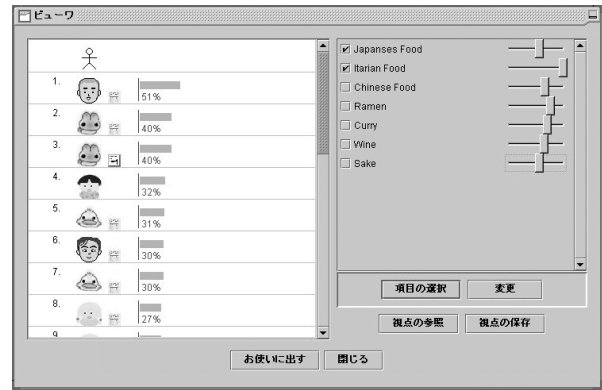 ビューワ
1.
51%
2.
40%
3.
40%
4.
32%
5.
31%
6.
30%
7.
30%
8.
27%
9
Japanses Food
Itarian Food
Chinese Food
Ramen
Curry
Wine
Sake
項目の選択 変更
視点の参照 視点の保存
お使いに出す 閉じる